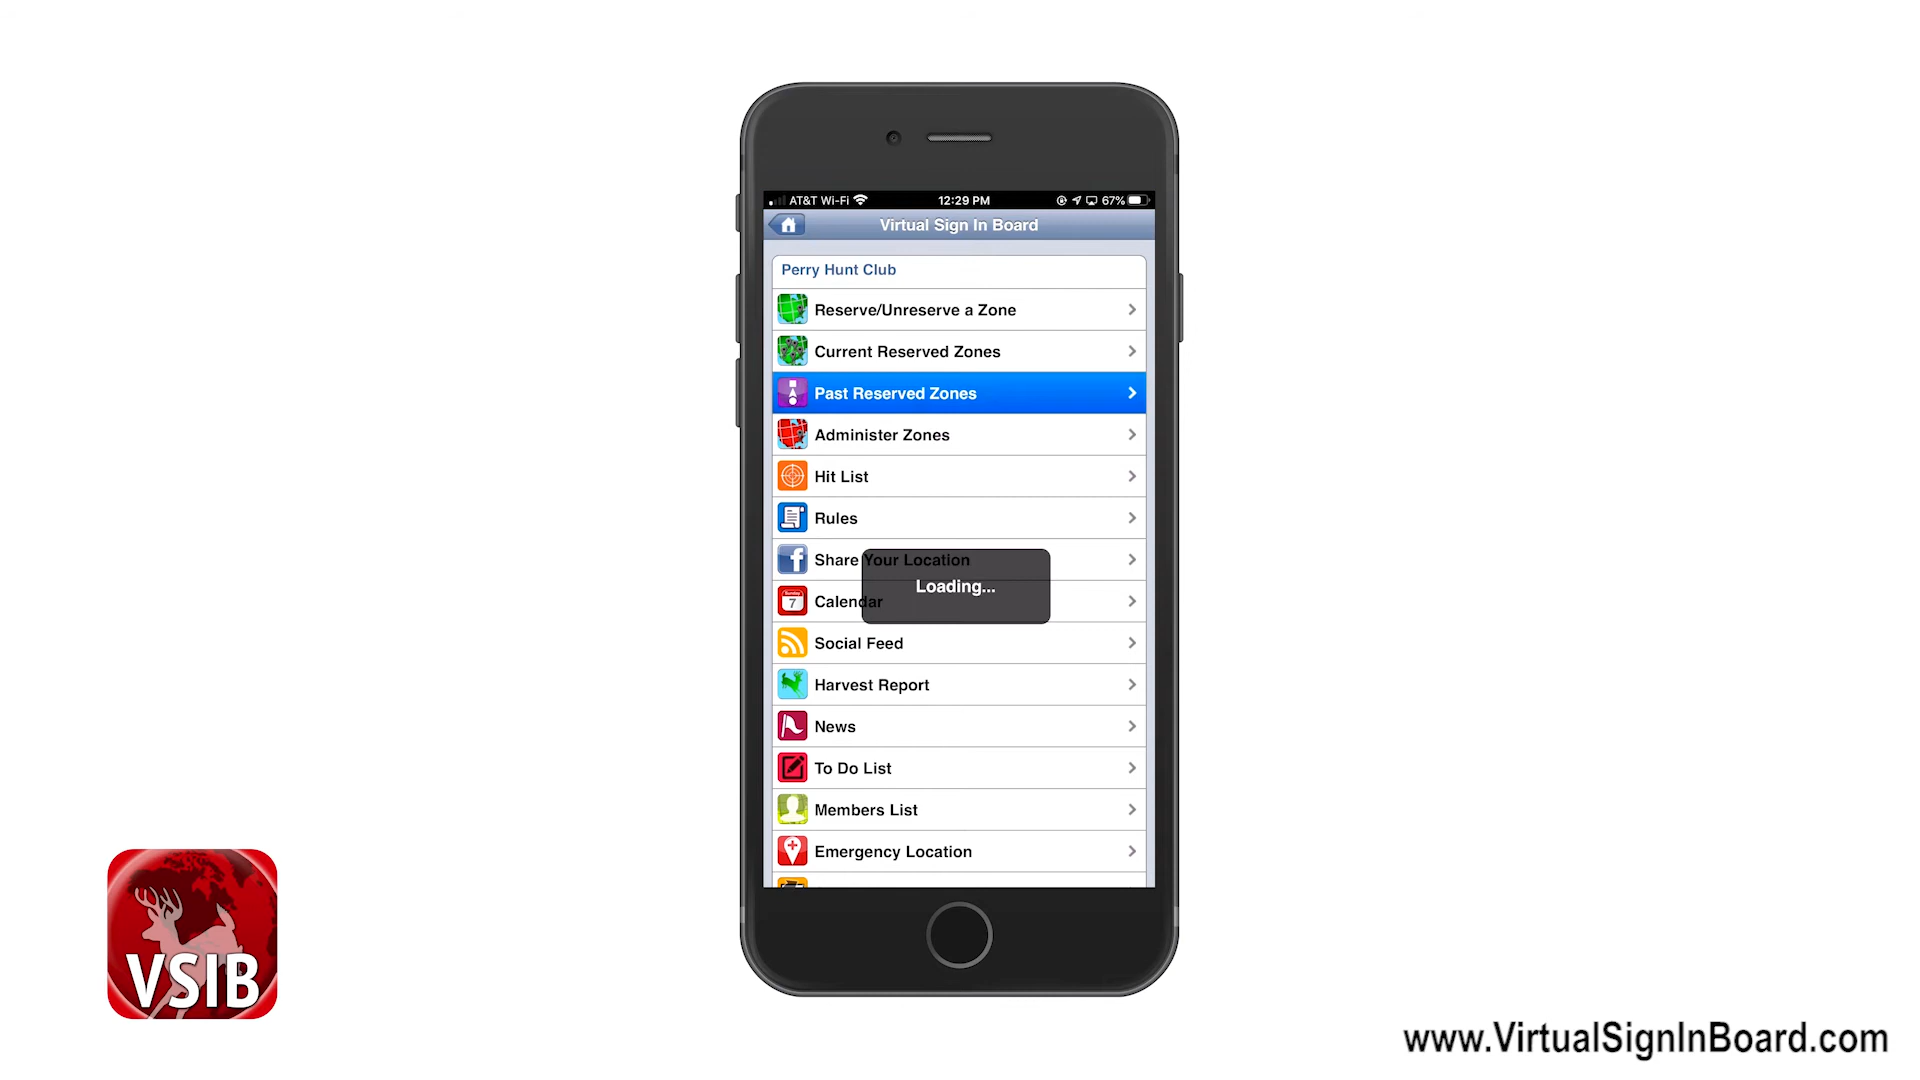 AT&T Wi-Fi 12:29 PM 67%
Virtual Sign In Board
Perry Hunt Club
Reserve/Unreserve a Zone
Current Reserved Zones
Past Reserved Zones
Administer Zones
Hit List
Rules
Share Your Location
Loading...
Calendar
Sunday
7
Social Feed
Harvest Report
News
To Do List
Members List
Emergency Location
VSIB
www.VirtualSignInBoard.com